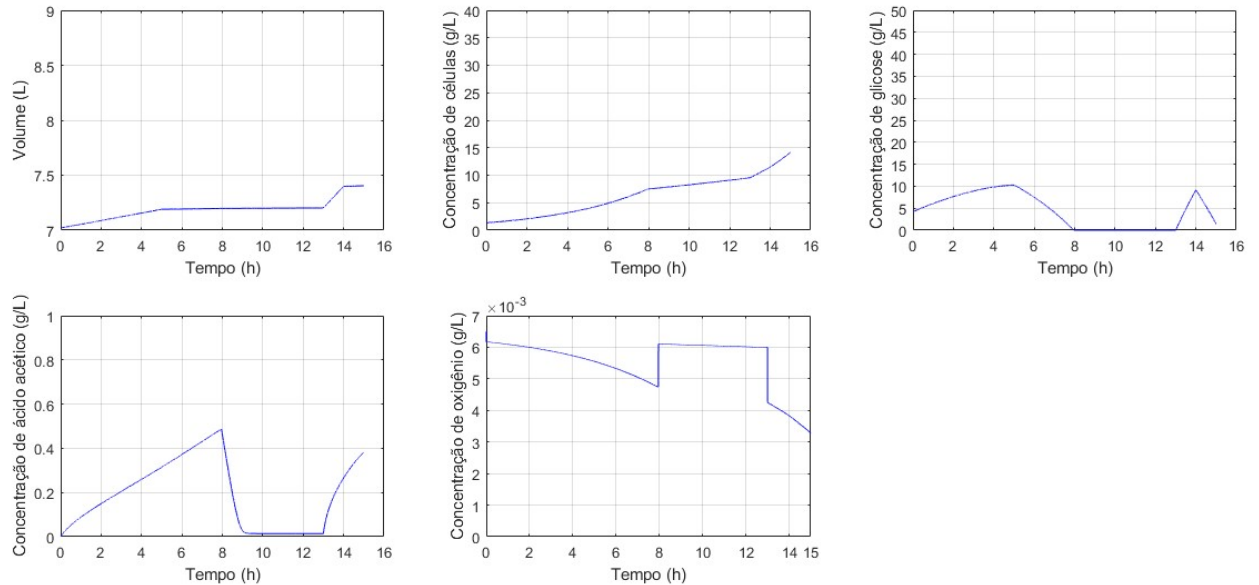 Volume (L)
9
8.5
8
7.5
7
0 2 4 6 8 10 12 14 16
Tempo (h)
Concentração de células (g/L)
40
35
30
25
20
15
10
5
0
0 2 4 6 8 10 12 14 16
Tempo (h)
Concentração de glicose (g/L)
50
45
40
35
30
25
20
15
10
5
0
0 2 4 6 8 10 12 14 16
Tempo (h)
Concentração de ácido acético (g/L)
1
0.8
0.6
0.4
0.2
0
0 2 4 6 8 10 12 14 16
Tempo (h)
Concentração de oxigênio (g/L)
×10⁻³
7
6
5
4
3
2
1
0
0 2 4 6 8 10 12 14 15
Tempo (h)